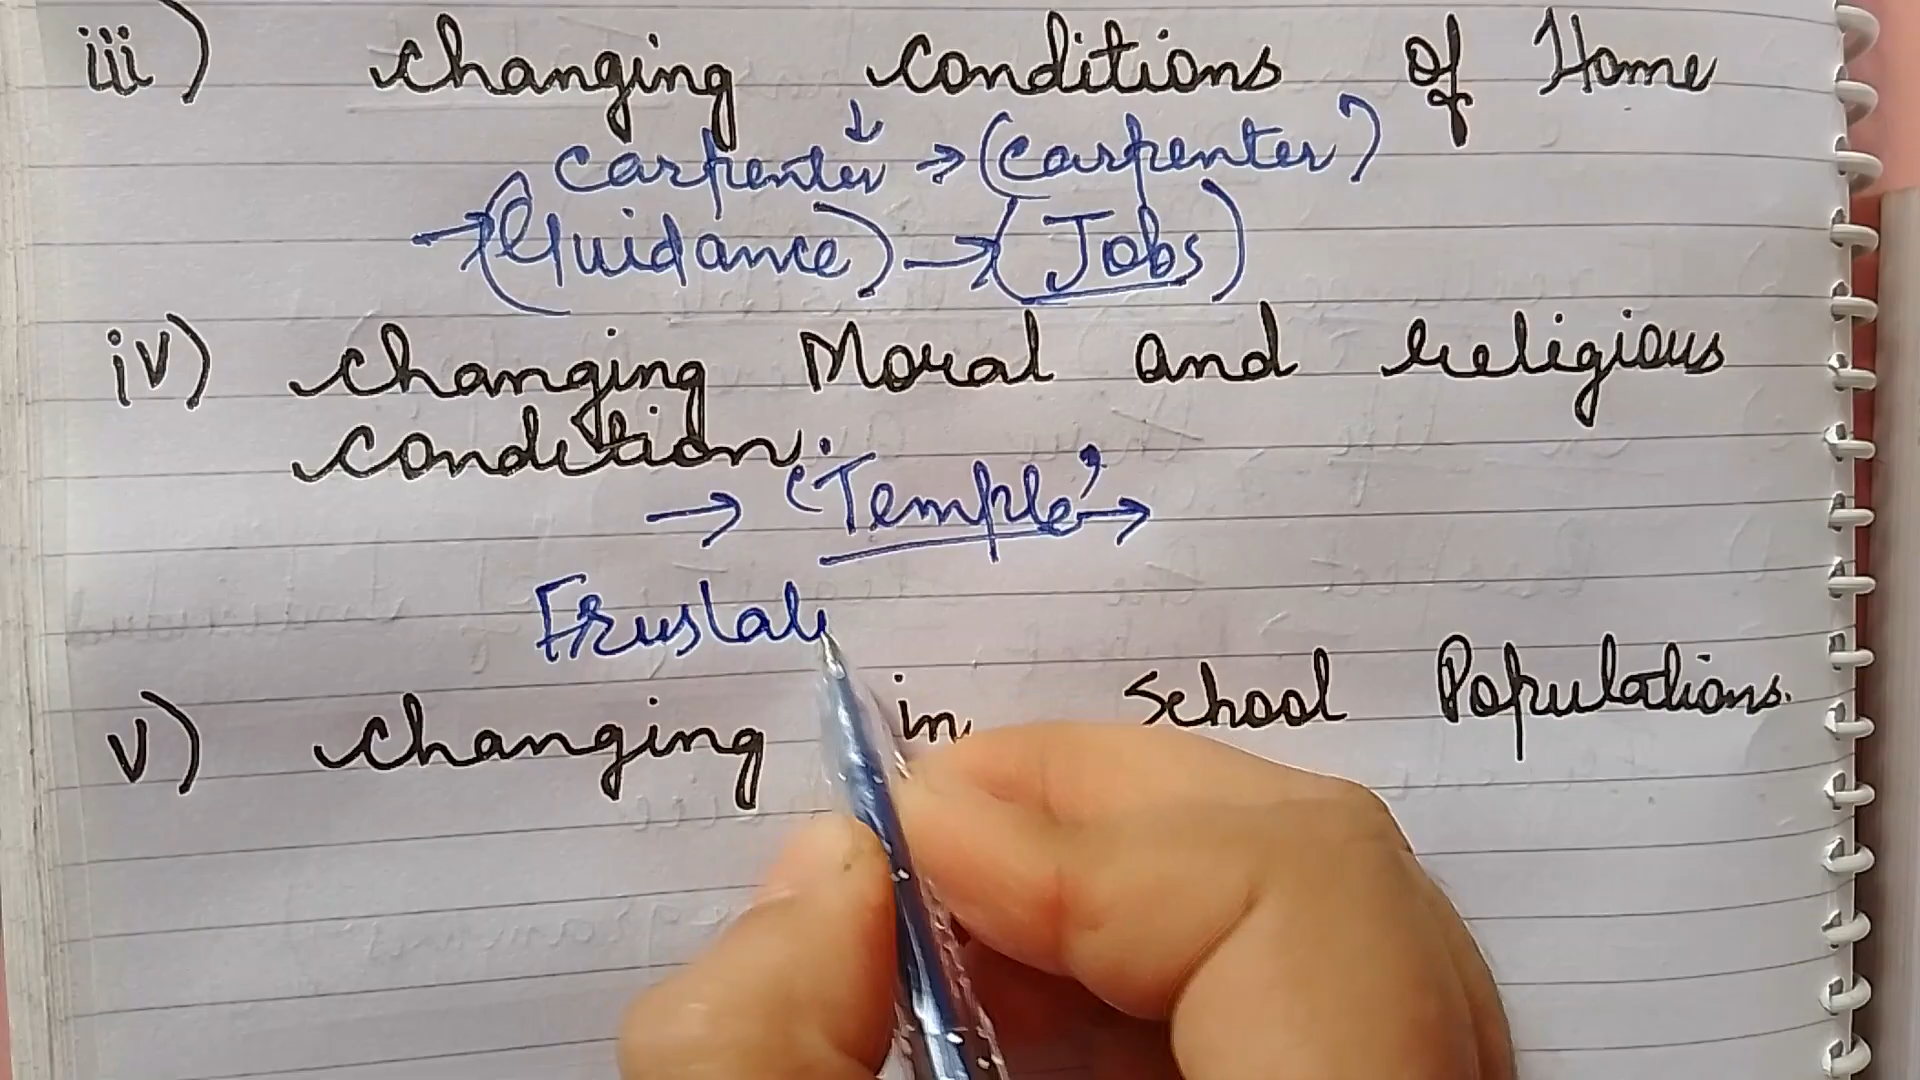 iii) changing conditions of Home
↓
carpenter → (carpenter)
→ (Guidance) → (Jobs)
iv) changing Moral and religious
condition.
→ 'Temple' →
Frustati
v) changing in School Populations.